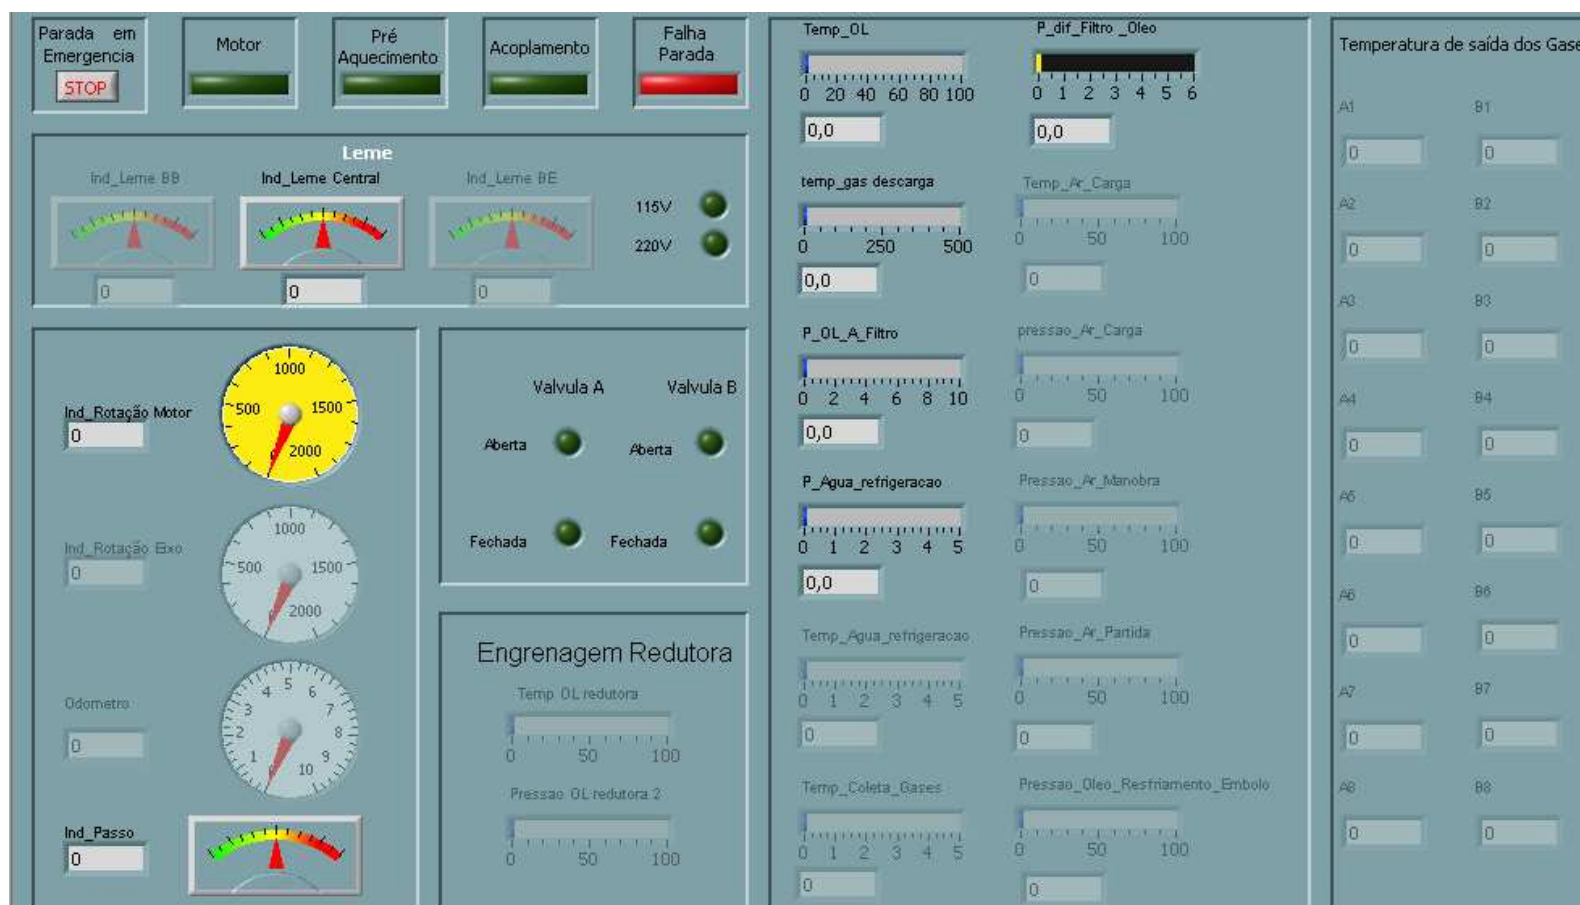 Parada em
Emergencia
STOP
Motor
Pré
Aquecimento
Acoplamento
Falha
Parada
Leme
Ind_Leme BB
0
Ind_Leme Central
0
Ind_Leme BE
0
115V
220V
Ind_Rotação Motor
0
0 500 1000 1500 2000
Ind_Rotação Eixo
0
0 500 1000 1500 2000
Odometro
0
0 1 2 3 4 5 6 7 8 9 10
Ind_Passo
0
Valvula A Valvula B
Aberta Aberta
Fechada Fechada
Engrenagem Redutora
Temp OL redutora
0 50 100
Pressao OL redutora 2
0 50 100
Temp_OL
0 20 40 60 80 100
0,0
P_dif_Filtro _Oleo
0 1 2 3 4 5 6
0,0
temp_gas descarga
0 250 500
0,0
Temp_Ar_Carga
0 50 100
0
P_OL_A_Filtro
0 2 4 6 8 10
0,0
pressao_Ar_Carga
0 50 100
0
P_Agua_refrigeracao
0 1 2 3 4 5
0,0
Pressao_Ar_Manobra
0 50 100
0
Temp_Agua_refrigeracao
0 1 2 3 4 5
0
Pressao_Ar_Partida
0 50 100
0
Temp_Coleta_Gases
0 1 2 3 4 5
0
Pressao_Oleo_Resfriamento_Embolo
0 50 100
0
Temperatura de saída dos Gase
A1 B1
0 0
A2 B2
0 0
A3 B3
0 0
A4 B4
0 0
A5 B5
0 0
A6 B6
0 0
A7 B7
0 0
A8 B8
0 0